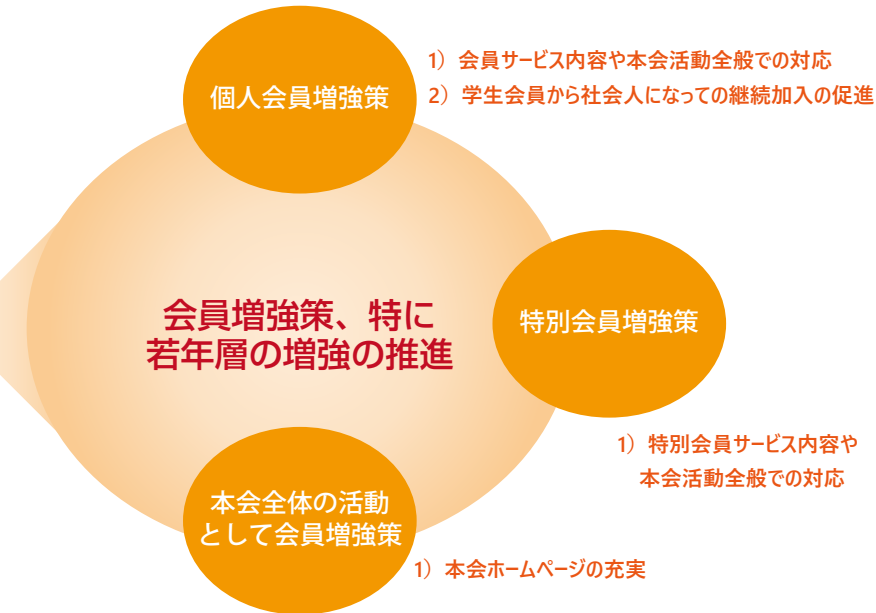 個人会員増強策
1) 会員サービス内容や本会活動全般での対応
2) 学生会員から社会人になっての継続加入の促進
会員増強策、特に
若年層の増強の推進
特別会員増強策
1) 特別会員サービス内容や
本会活動全般での対応
本会全体の活動
として会員増強策
1) 本会ホームページの充実